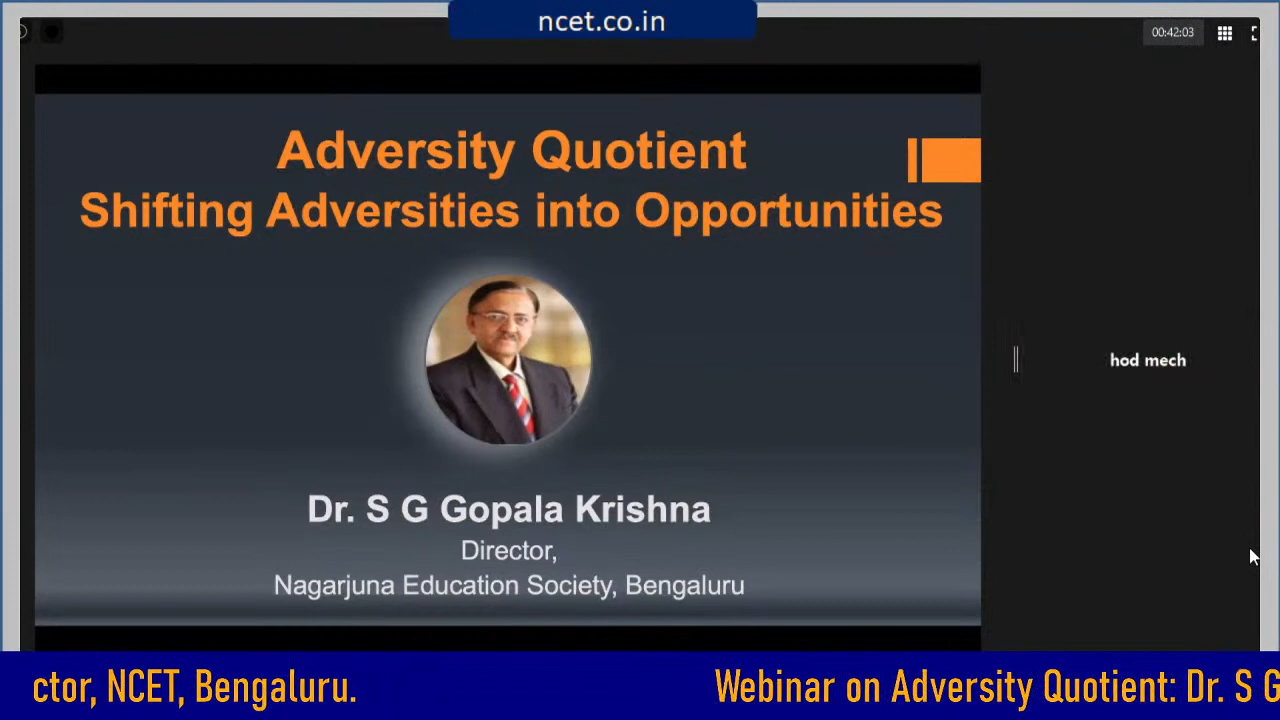 ncet.co.in
00:42:03
Adversity Quotient
Shifting Adversities into Opportunities
hod mech
Dr. S G Gopala Krishna
Director,
Nagarjuna Education Society, Bengaluru
ctor, NCET, Bengaluru. Webinar on Adversity Quotient: Dr. S G